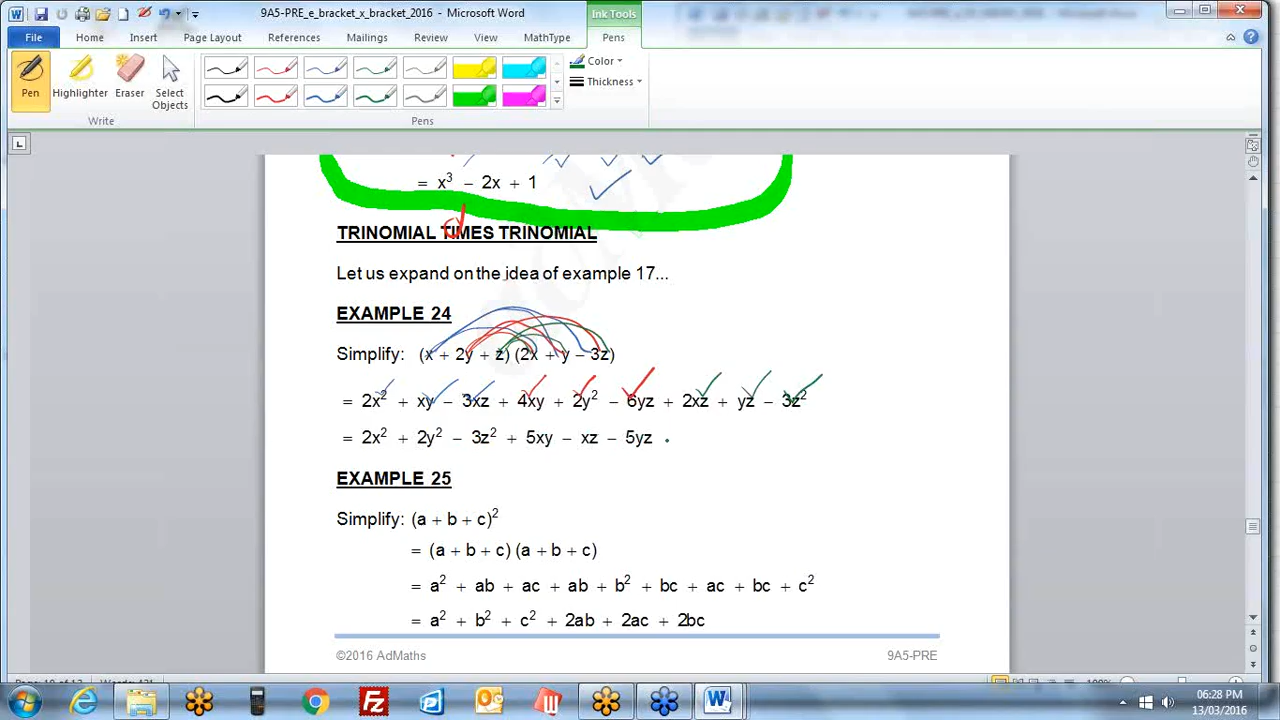 9A5-PRE_e_bracket_x_bracket_2016 - Microsoft Word
Ink Tools
File Home Insert Page Layout References Mailings Review View MathType Pens
Pen
Highlighter
Eraser
Select Objects
Color
Thickness
Write
Pens
= x³ − 2x + 1
TRINOMIAL TIMES TRINOMIAL
Let us expand on the idea of example 17...
EXAMPLE 24
Simplify: (x + 2y + z) (2x + y − 3z)
= 2x² + xy − 3xz + 4xy + 2y² − 6yz + 2xz + yz − 3z²
= 2x² + 2y² − 3z² + 5xy − xz − 5yz
EXAMPLE 25
Simplify: (a + b + c)²
= (a + b + c) (a + b + c)
= a² + ab + ac + ab + b² + bc + ac + bc + c²
= a² + b² + c² + 2ab + 2ac + 2bc
©2016 AdMaths 9A5-PRE
06:28 PM
13/03/2016